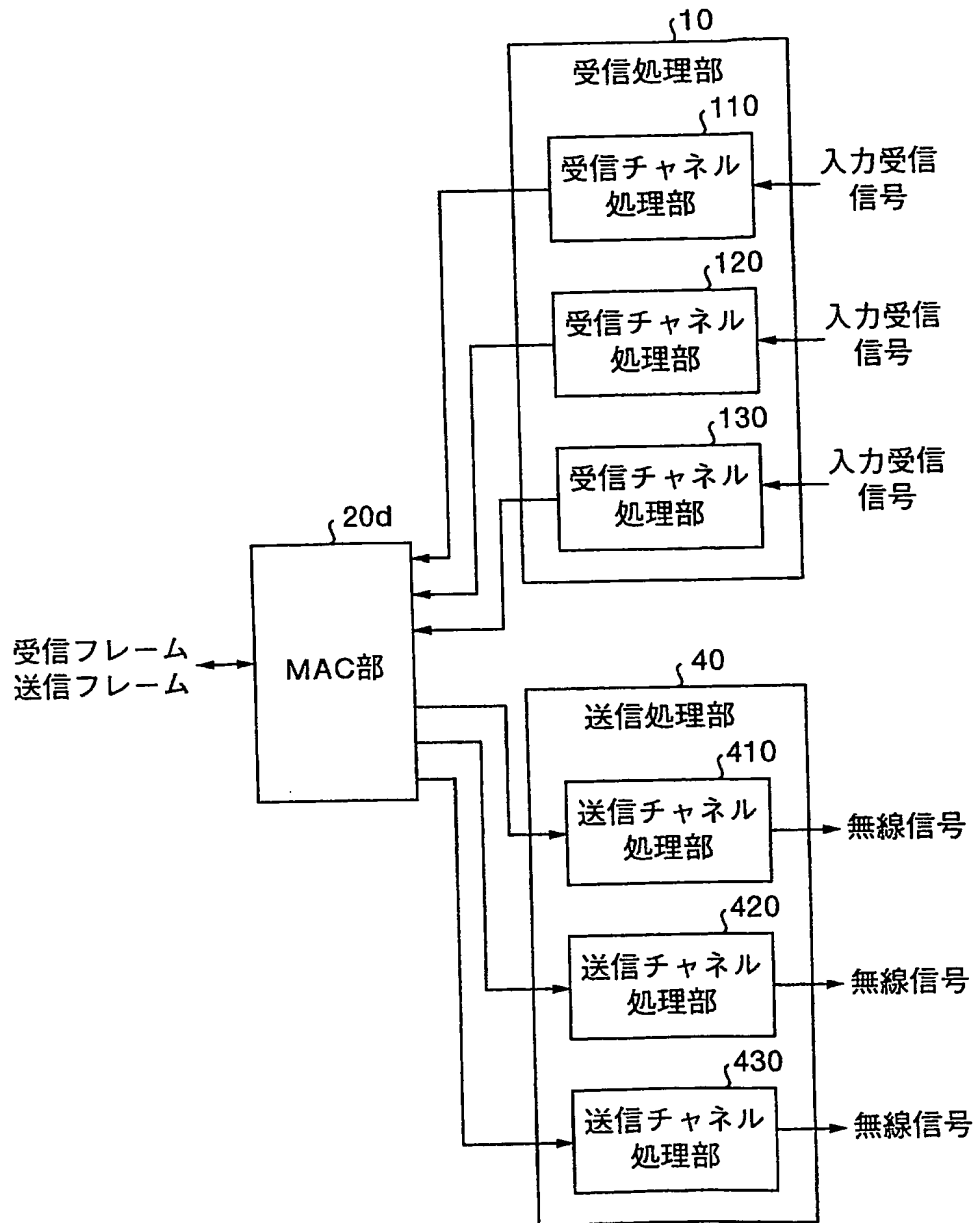 10
受信処理部
110
受信チャネル
処理部
入力受信
信号
120
受信チャネル
処理部
入力受信
信号
130
受信チャネル
処理部
入力受信
信号
20d
MAC部
受信フレーム
送信フレーム
40
送信処理部
410
送信チャネル
処理部
無線信号
420
送信チャネル
処理部
無線信号
430
送信チャネル
処理部
無線信号